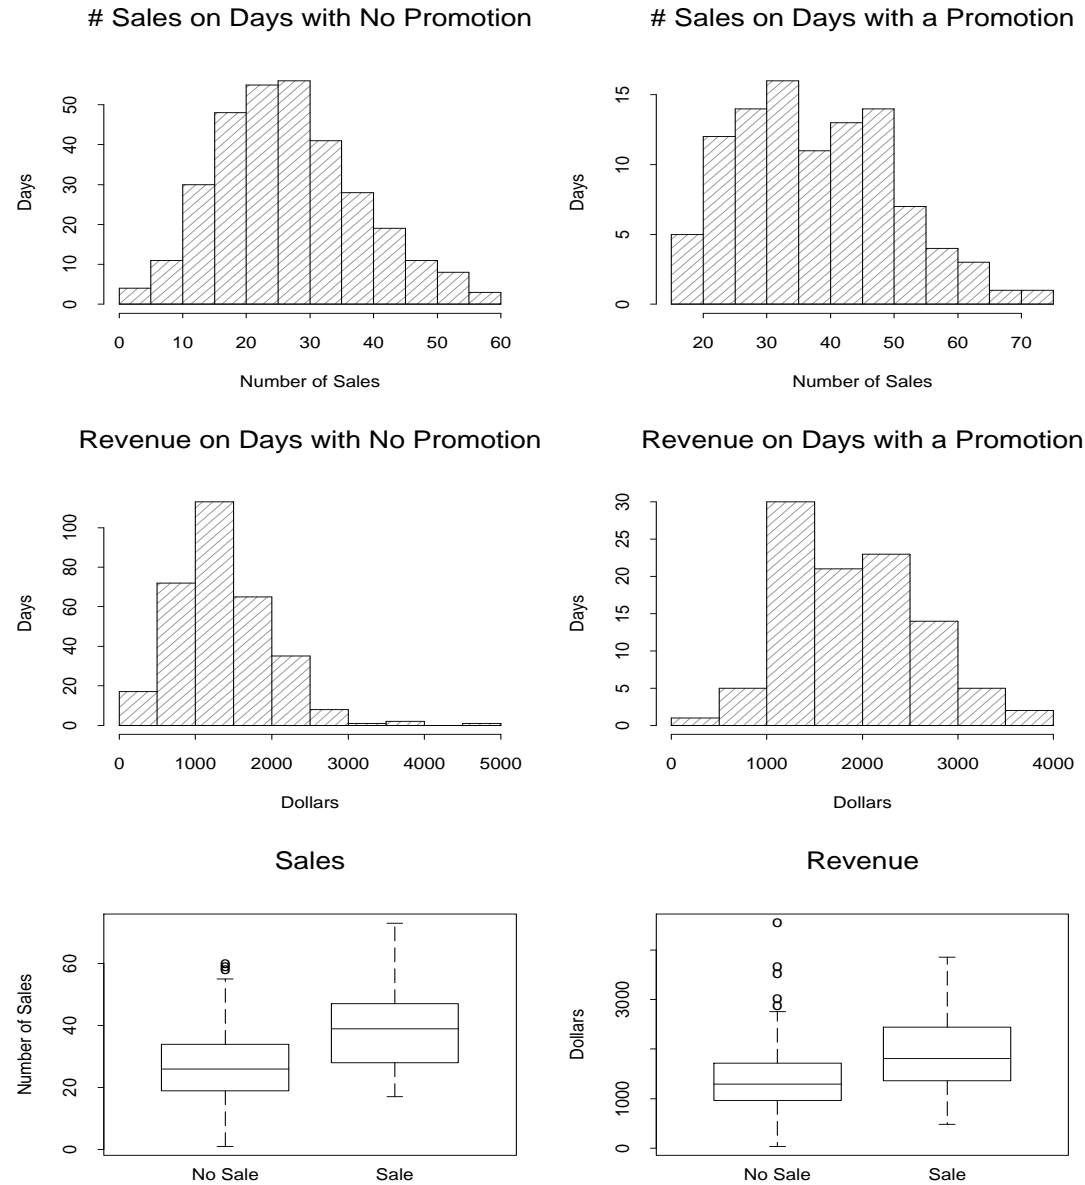 # Sales on Days with No Promotion
Days
0 10 20 30 40 50
0 10 20 30 40 50 60
Number of Sales
# Sales on Days with a Promotion
Days
0 5 10 15
20 30 40 50 60 70
Number of Sales
Revenue on Days with No Promotion
Days
0 20 40 60 80 100
0 1000 2000 3000 4000 5000
Dollars
Revenue on Days with a Promotion
Days
0 5 10 15 20 25 30
0 1000 2000 3000 4000
Dollars
Sales
Number of Sales
0 20 40 60
No Sale Sale
Revenue
Dollars
0 1000 3000
No Sale Sale